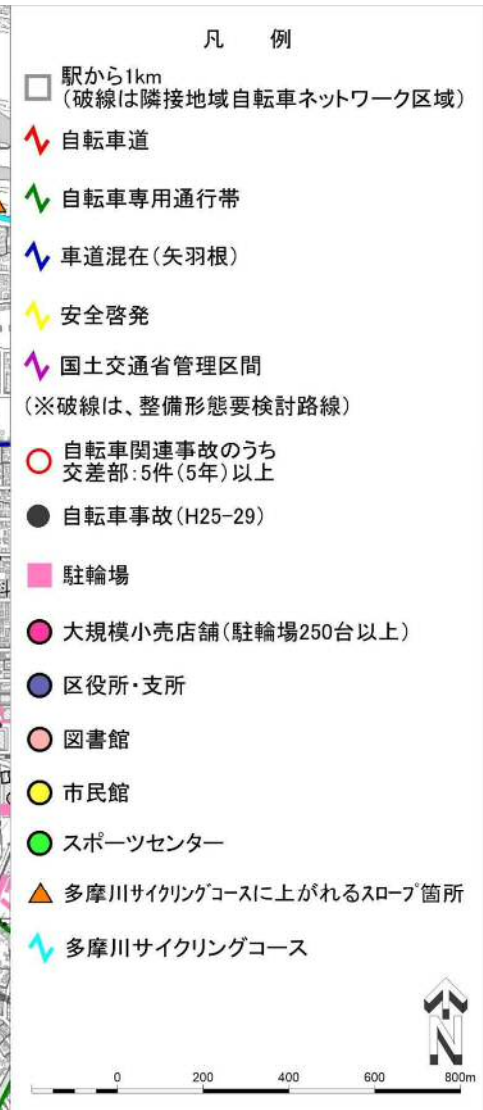 凡 例
駅から1km
(破線は隣接地域自転車ネットワーク区域)
自転車道
自転車専用通行帯
車道混在(矢羽根)
安全啓発
国土交通省管理区間
(※破線は、整備形態要検討路線)
自転車関連事故のうち
交差部:5件(5年)以上
自転車事故(H25-29)
駐輪場
大規模小売店舗(駐輪場250台以上)
区役所・支所
図書館
市民館
スポーツセンター
多摩川サイクリングコースに上がれるスロープ箇所
多摩川サイクリングコース
N
0 200 400 600 800m